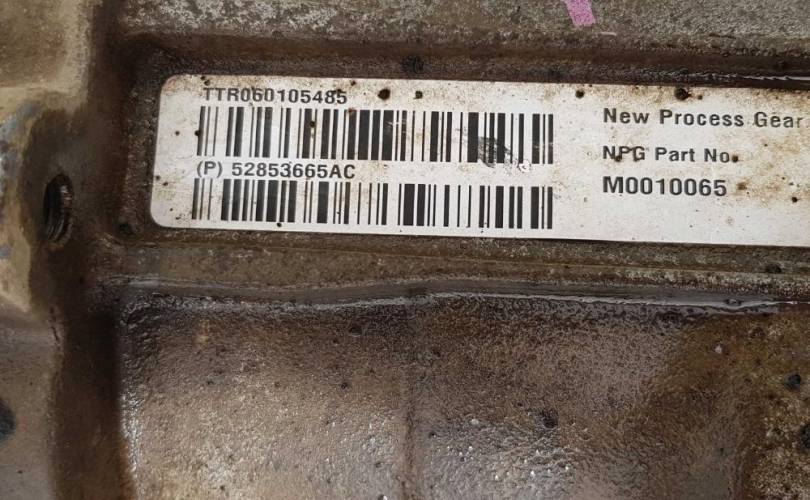 TTR060105485
(P) 52853665AC
New Process Gear
NPG Part No.
M0010065